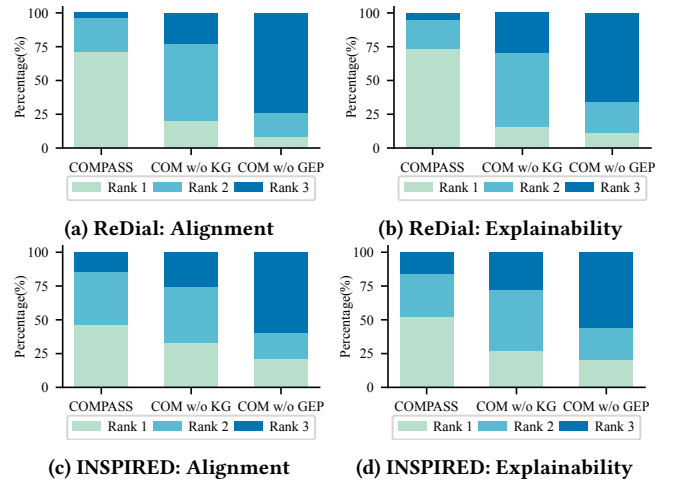 100
75
50
25
0
Percentage(%)
COMPASS COM w/o KG COM w/o GEP
Rank 1 Rank 2 Rank 3
(a) ReDial: Alignment
100
75
50
25
0
Percentage(%)
COMPASS COM w/o KG COM w/o GEP
Rank 1 Rank 2 Rank 3
(b) ReDial: Explainability
100
75
50
25
0
Percentage(%)
COMPASS COM w/o KG COM w/o GEP
Rank 1 Rank 2 Rank 3
(c) INSPIRED: Alignment
100
75
50
25
0
Percentage(%)
COMPASS COM w/o KG COM w/o GEP
Rank 1 Rank 2 Rank 3
(d) INSPIRED: Explainability